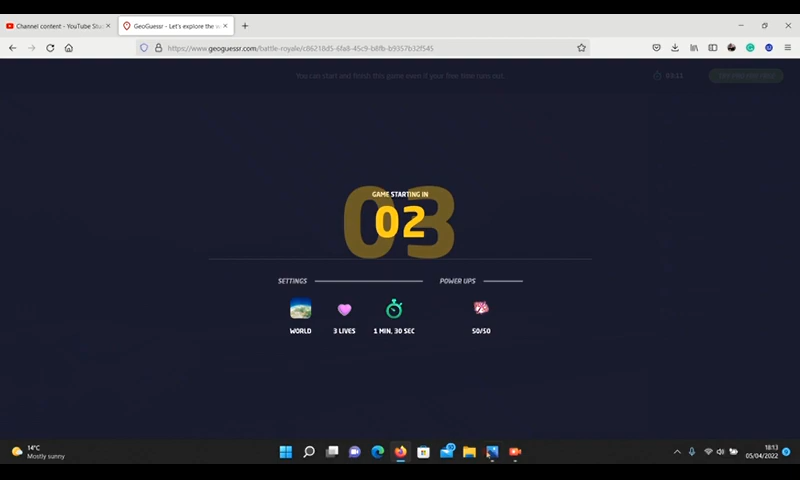 Channel content - YouTube Stu
GeoGuessr - Let's explore the w
https://www.geoguessr.com/battle-royale/c86218d5-6fa8-45c9-b8fb-b9357b32f545
You can start and finish this game even if your free time runs out.
GAME STARTING IN
03
02
SETTINGS
POWER UPS
WORLD
3 LIVES
1 MIN, 30 SEC
50/50
14°C
Mostly sunny
18:13
05/04/2022